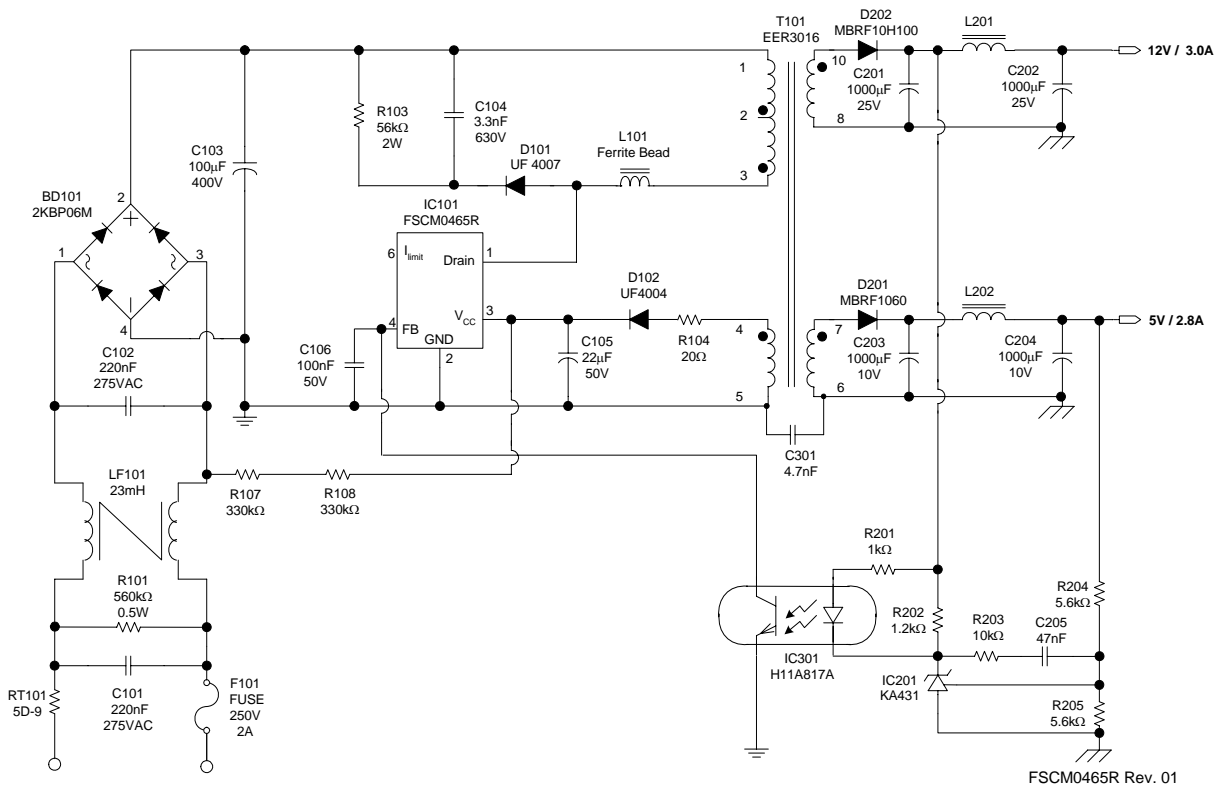 D202
MBRF10H100
T101
EER3016
L201
12V / 3.0A
10
1
C201
1000µF
25V
C202
1000µF
25V
R103
56kΩ
2W
C104
3.3nF
630V
2
8
L101
Ferrite Bead
D101
UF 4007
3
C103
100µF
400V
BD101
2KBP06M
2
1
3
4
IC101
FSCM0465R
6
Ilimit
Drain
1
D102
UF4004
D201
MBRF1060
L202
VCC
3
4
FB
GND
2
4
7
5V / 2.8A
R104
20Ω
C105
22µF
50V
C106
100nF
50V
C203
1000µF
10V
C204
1000µF
10V
C102
220nF
275VAC
5
6
C301
4.7nF
LF101
23mH
R107
330kΩ
R108
330kΩ
R201
1kΩ
R101
560kΩ
0.5W
R204
5.6kΩ
R202
1.2kΩ
R203
10kΩ
C205
47nF
IC301
H11A817A
IC201
KA431
R205
5.6kΩ
RT101
5D-9
C101
220nF
275VAC
F101
FUSE
250V
2A
FSCM0465R Rev. 01